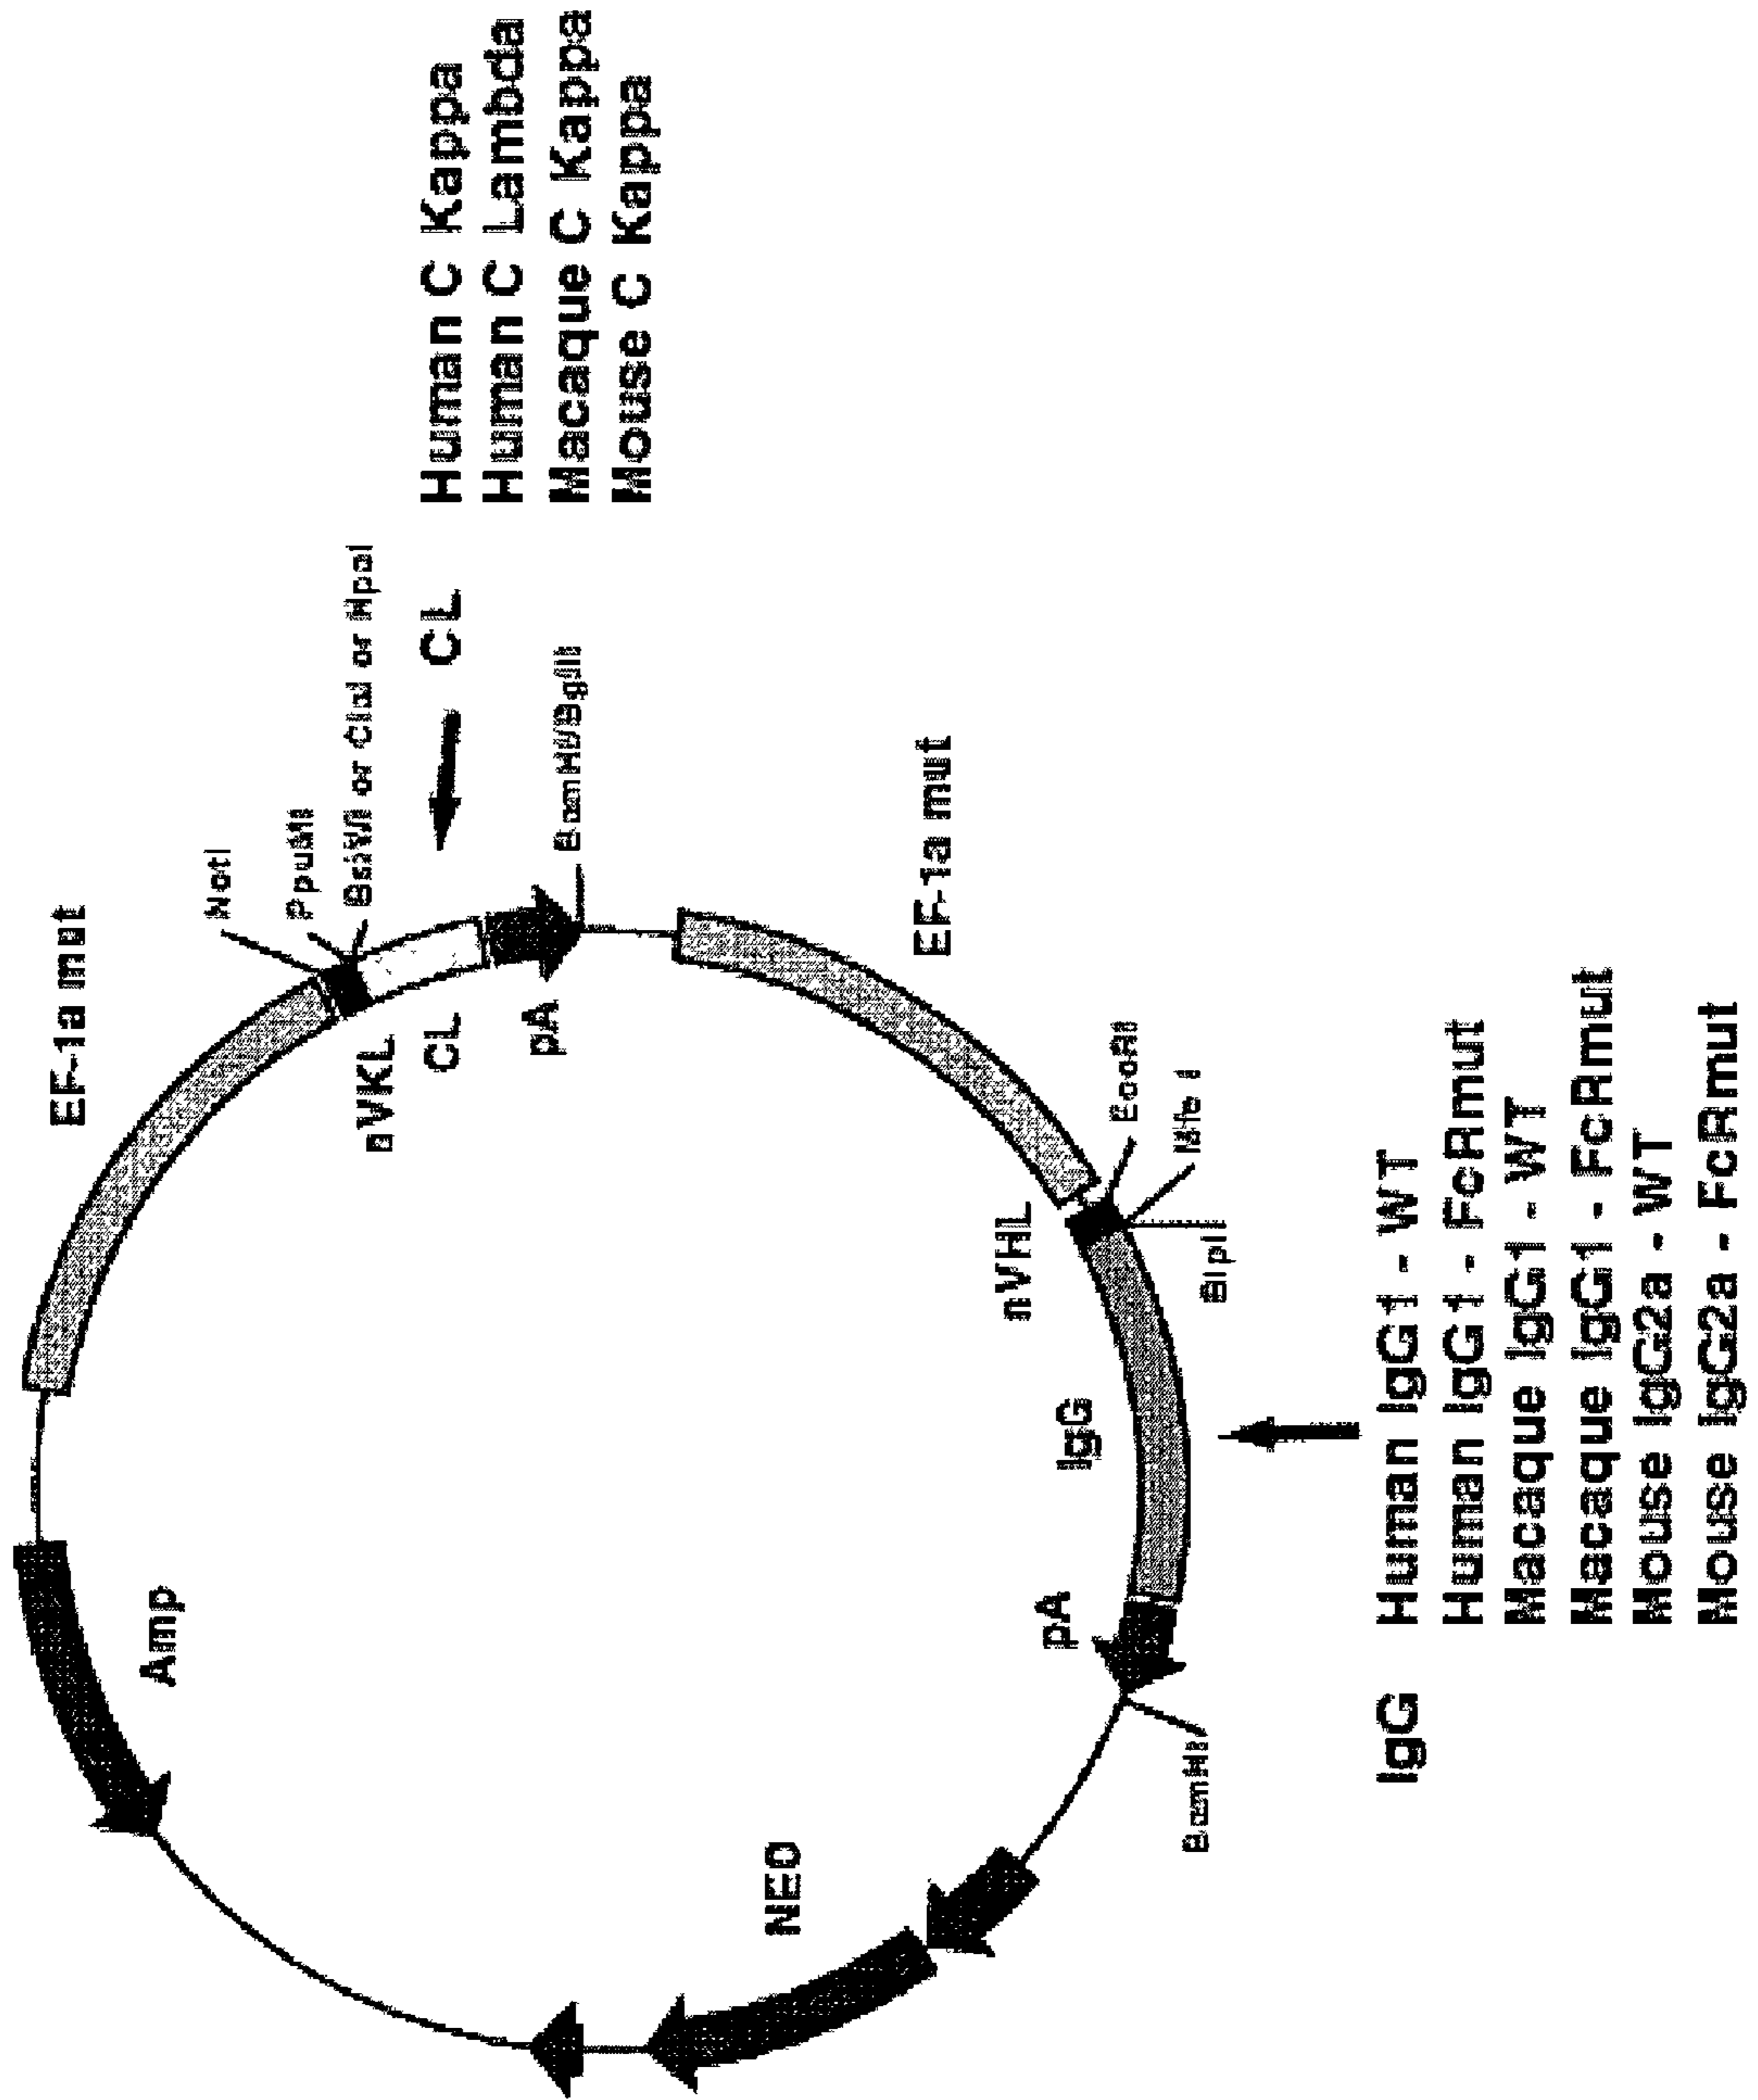 EF-1a mut
NotI
PpuMI
BsiWI or ClaI or HpaI
nVKL
CL
CL
Human C Kappa
Human C Lambda
Macaque C Kappa
Mouse C Kappa
pA
BamHI/BglII
EF-1a mut
Amp
nVHL
EcoRI
Mfe I
BlpI
IgG
pA
NEO
BamHI
IgG
Human IgG1 - WT
Human IgG1 - FcRmut
Macaque IgG1 - WT
Macaque IgG1 - FcRmut
Mouse IgG2a - WT
Mouse IgG2a - FcRmut